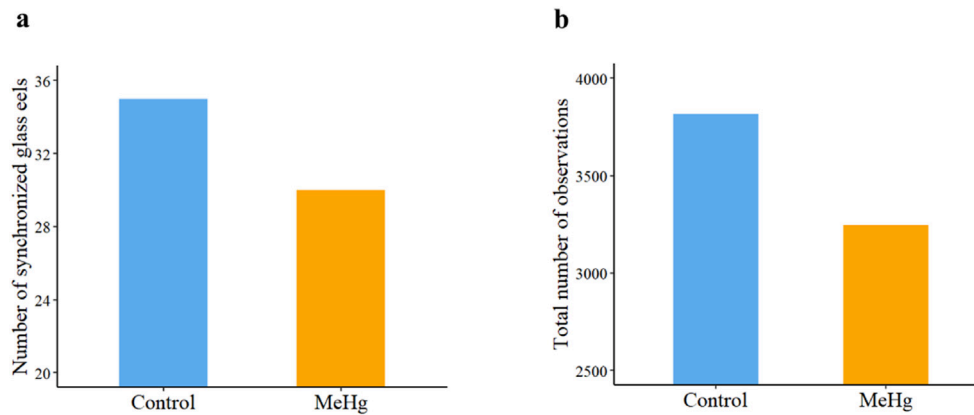 a
Number of synchronized glass eels
36
32
28
24
20
Control MeHg
b
Total number of observations
4000
3500
3000
2500
Control MeHg